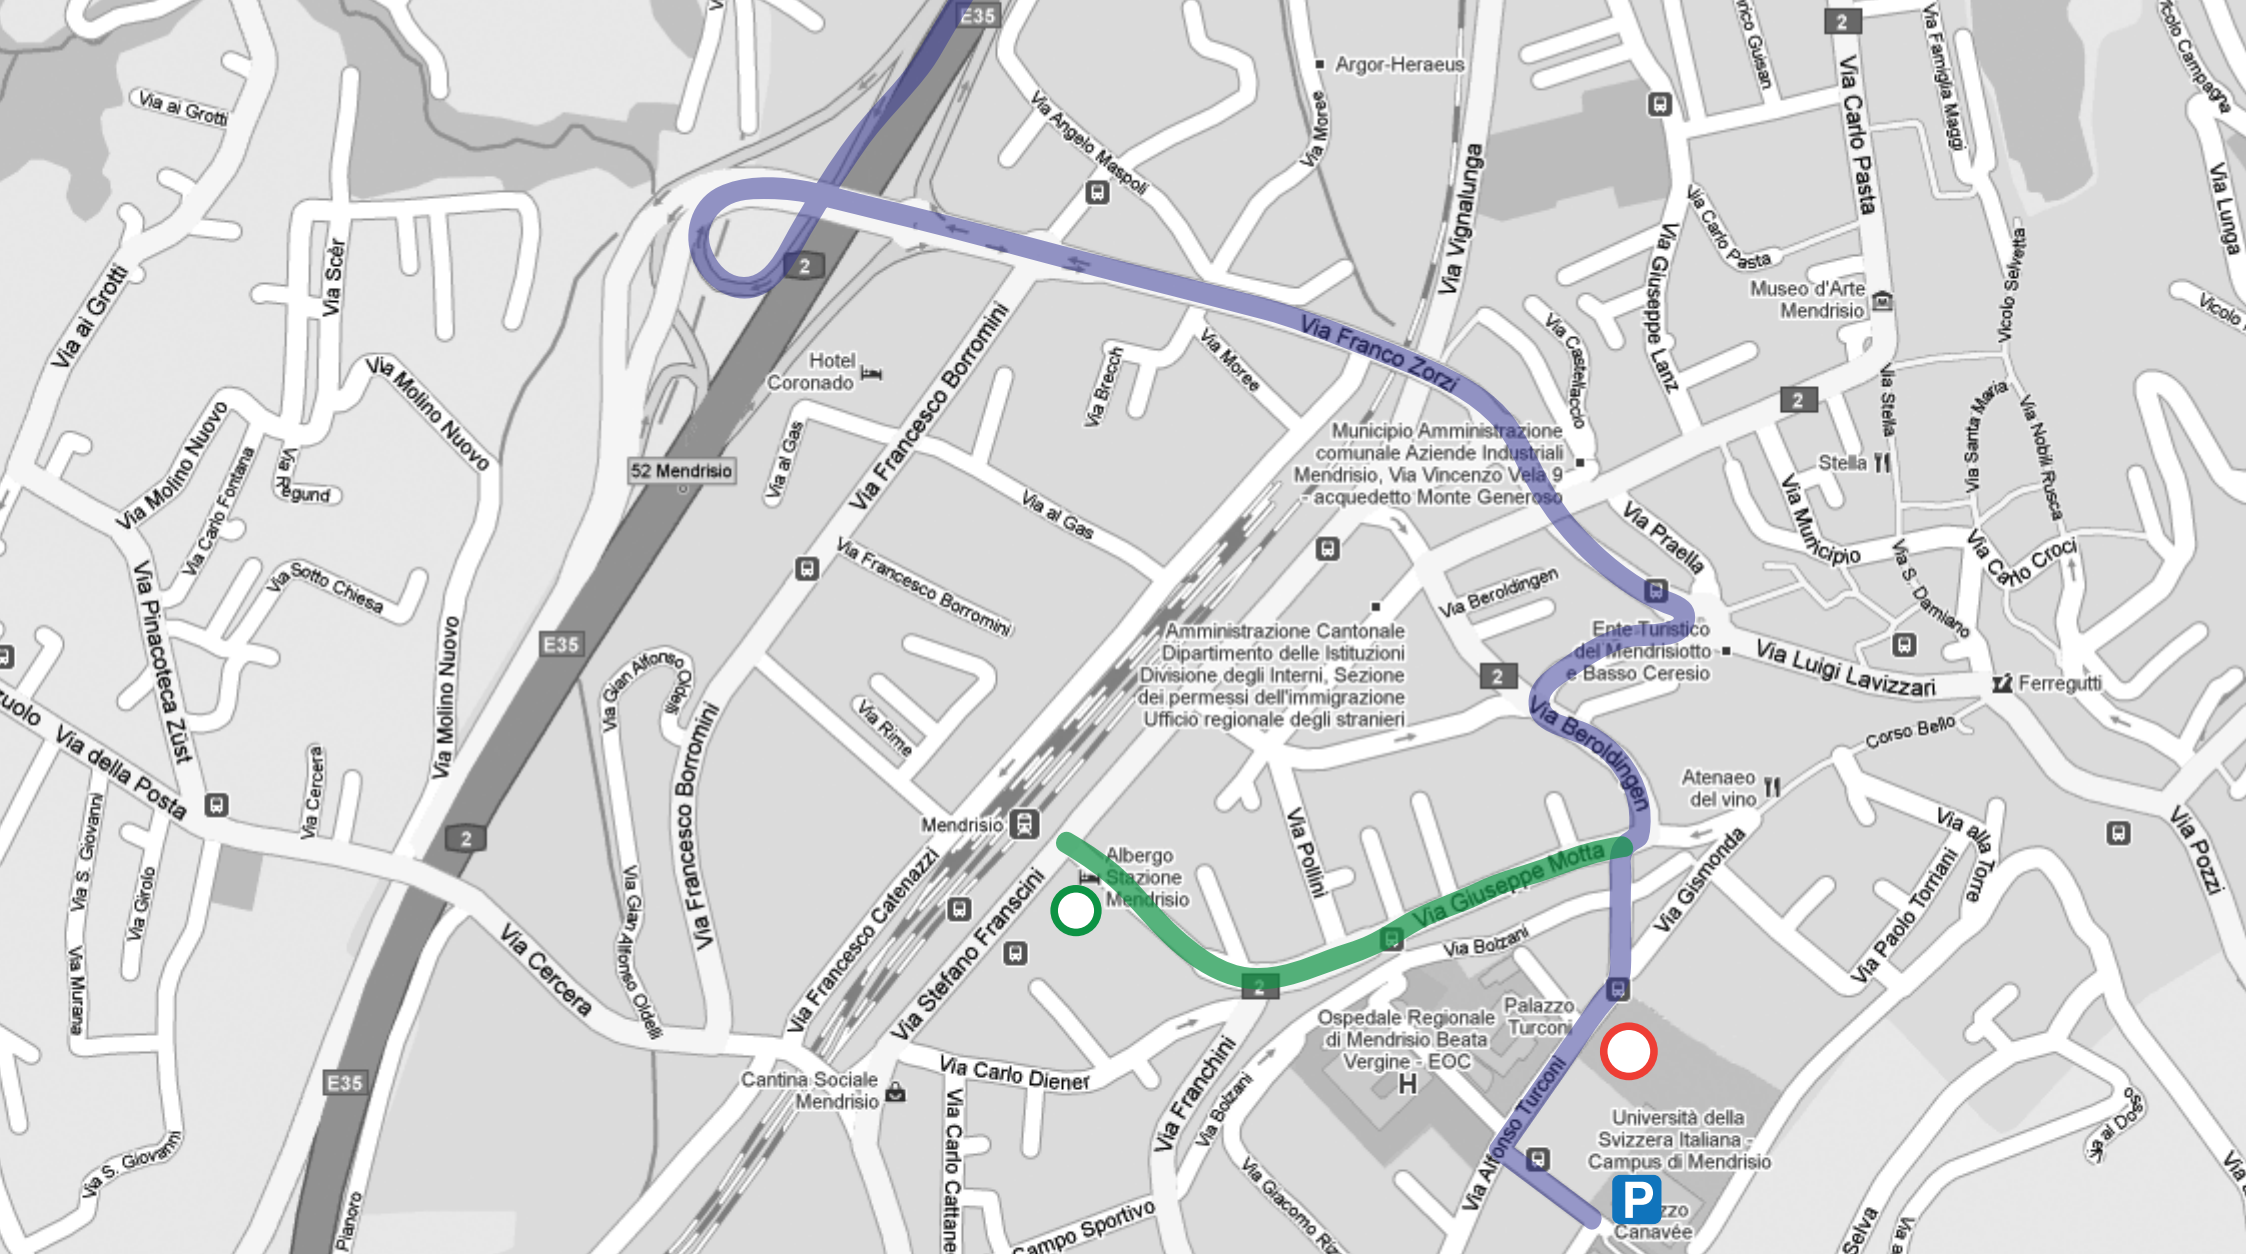 E35
2
Argor-Heraeus
Via ai Grotti
Via Angelo Maspoli
Via Moree
Via Vignalunga
Via Carlo Pasta
Via Famiglia Maggi
Via Lunga
Via Carlo Pasta
Via Giuseppe Lanz
Vicolo Selvetta
Via Scèr
Via ai Grotti
2
Museo d'Arte
Mendrisio
Via Franco Zorzi
Via Castellaccio
Hotel
Coronado
Via Francesco Borromini
Via Brech
Via Moree
Via Molino Nuovo
Via Molino Nuovo
2
Via Stella
Via Santa Maria
Via Nobili Rusca
Municipio Amministrazione
comunale Aziende Industriali
Mendrisio, Via Vincenzo Vela 9
- acquedetto Monte Generoso
Stella
Via Carlo Fontana
Via
Regund
52 Mendrisio
Via al Gas
Via al Gas
Via Praella
Via Municipio
Via Carlo Croci
Via S. Damiano
Via Francesco Borromini
Via Sotto Chiesa
Via Pinacoteca Züst
Via Beroldingen
Amministrazione Cantonale
Dipartimento delle Istituzioni
Divisione degli Interni, Sezione
dei permessi dell'immigrazione
Ufficio regionale degli stranieri
Ente Turistico
del Mendrisiotto
e Basso Ceresio
Via Luigi Lavizzari
Ferregutti
E35
2
Via Molino Nuovo
Via Gian Alfonso Oldelli
Via Rime
Via Beroldingen
Corso Bello
Via della Posta
Via Cercera
Via Francesco Borromini
Atenaeo
del vino
Via alla Torre
Via Pozzi
Via S. Giovanni
Via Girolo
2
Mendrisio
Albergo
Stazione
Mendrisio
Via Pollini
Via Giuseppe Motta
Via Gismonda
Via Paolo Torriani
Via Gian Alfonso Oldelli
Via Francesco Catenazzi
Via Stefano Franscini
Via Bolzani
Via Murana
Via Cercera
2
Ospedale Regionale
di Mendrisio Beata
Vergine - EOC
H
Palazzo
Turconi
E35
Cantina Sociale
Mendrisio
Via Carlo Diener
Via Franchini
Via Bolzani
Via Alfonso Turconi
Università della
Svizzera Italiana -
Campus di Mendrisio
Via S. Giovanni
Via Carlo Cattane
Via Giacomo
P
zzo
Canavée
Pianoro
Campo Sportivo
Selva